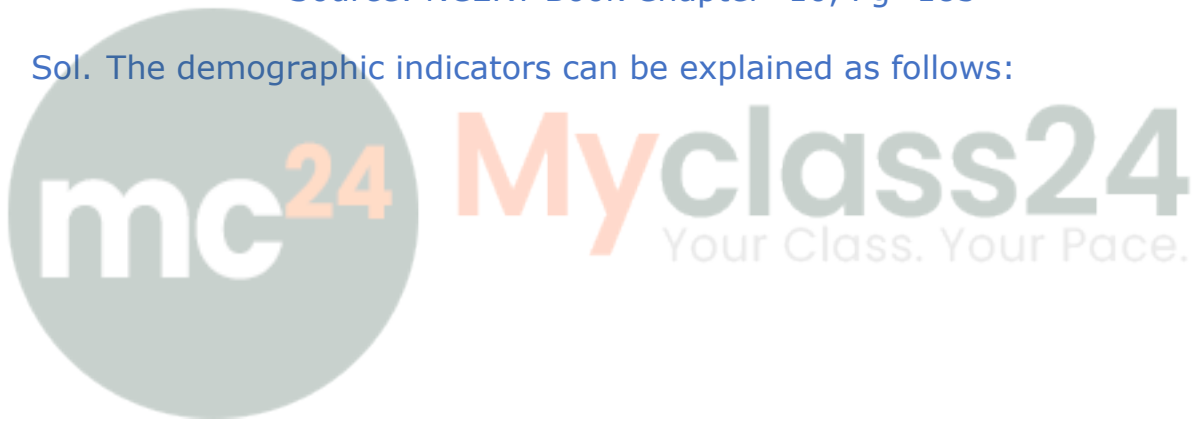 Sol. The demographic indicators can be explained as follows:
mc24
Myclass24
Your Class. Your Pace.